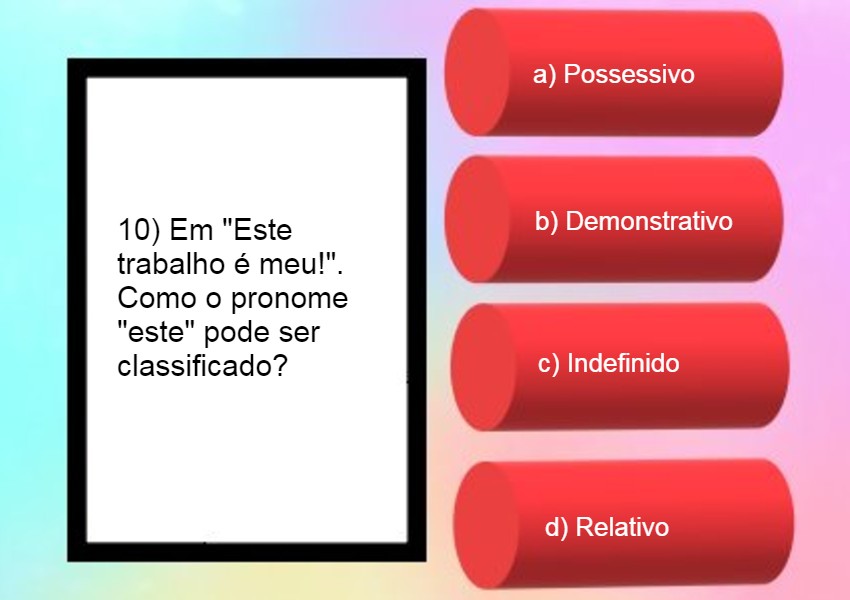 10) Em "Este
trabalho é meu!".
Como o pronome
"este" pode ser
classificado?
a) Possessivo
b) Demonstrativo
c) Indefinido
d) Relativo